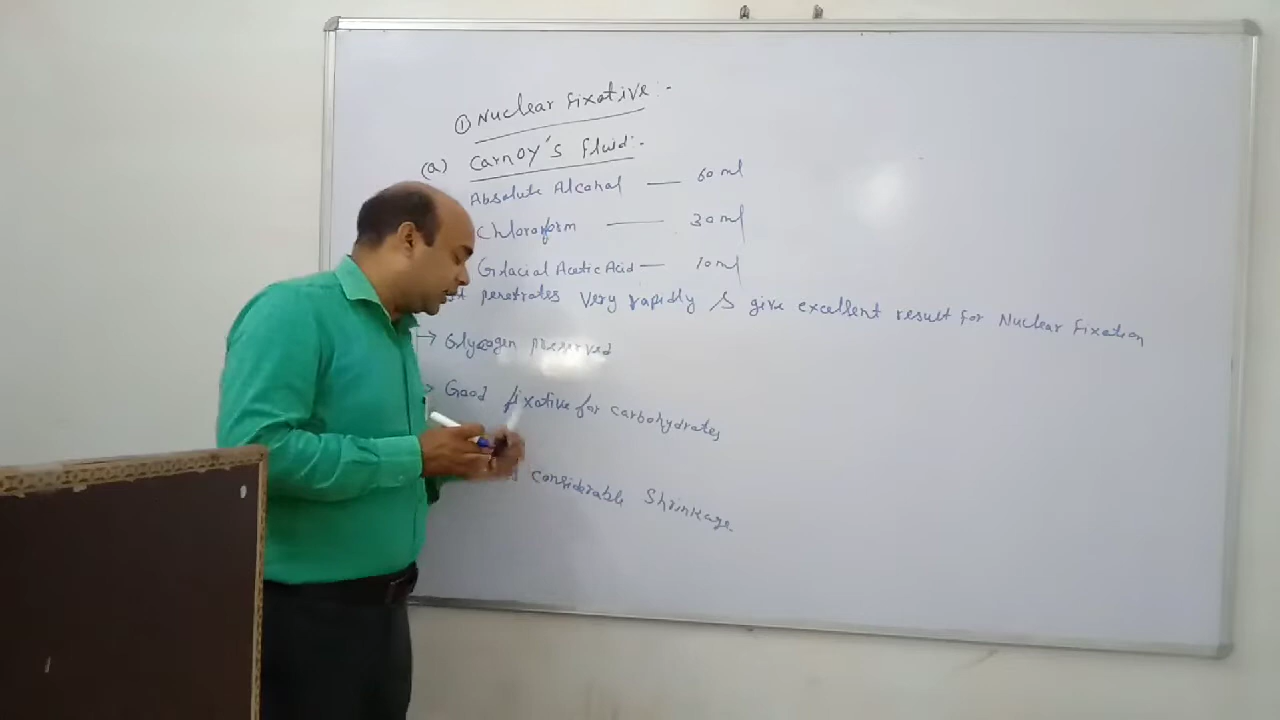 ① Nuclear Fixative :-
(a) Carnoy's Fluid :-
Absolute Alcohal — 60 ml
Chloroform — 30 ml
Glacial Acetic Acid — 10 ml
penetrates Very rapidly & give excellent result for Nuclear Fixation
→ Glycogen preserved
→ Good fixative for carbohydrates
considerable Shrinkage